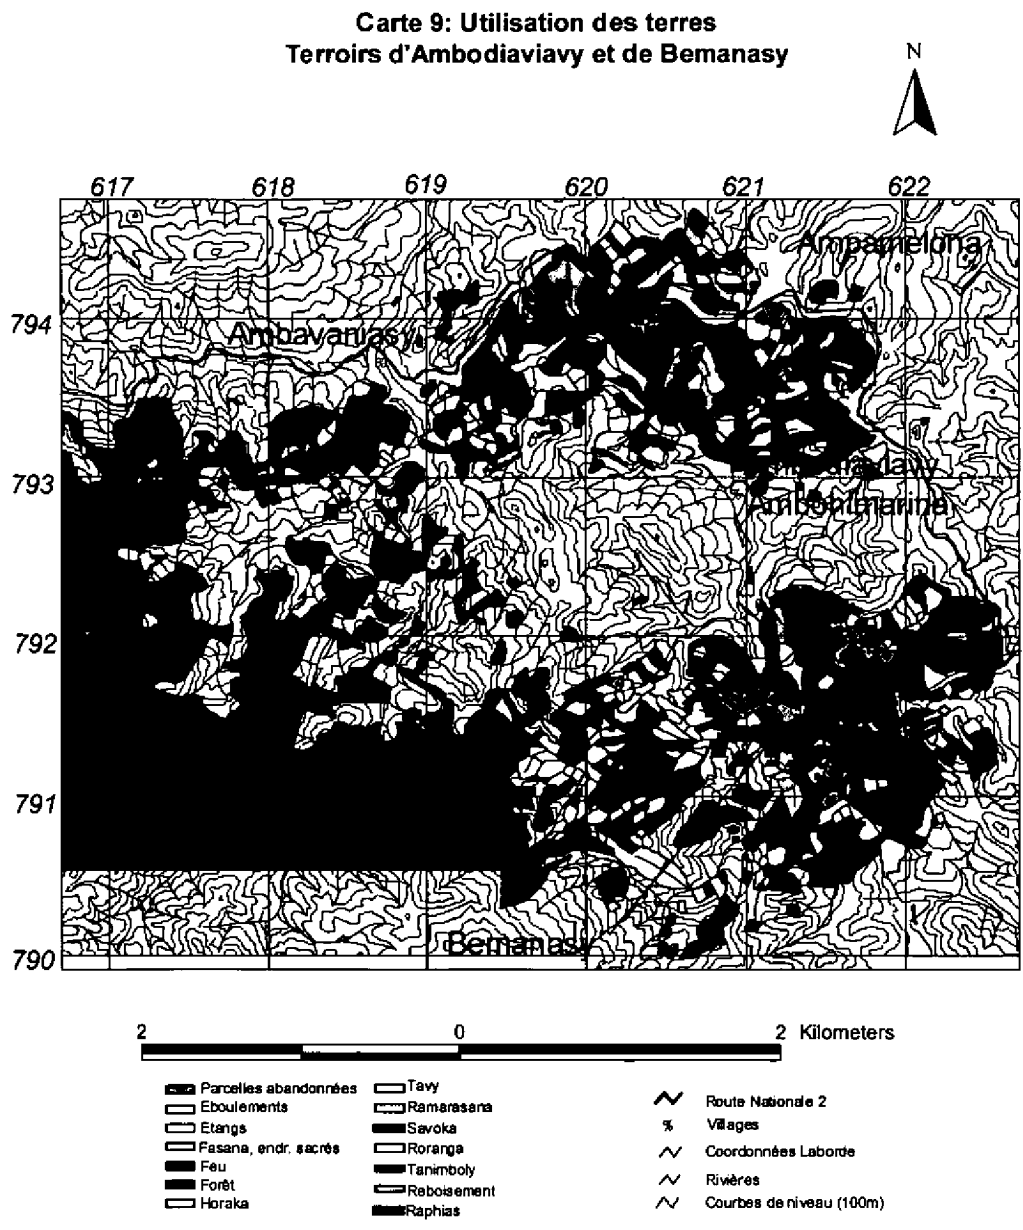 Carte 9: Utilisation des terres
Terroirs d'Ambodiaviavy et de Bemanasy
N
617 618 619 620 621 622
Ampamelona
794
Ambavaniasy
793
Ambohimarina
792
791
Bemanasy
790
2 0 2 Kilometers
Parcelles abandonnées
Eboulements
Etangs
Fasana, endr. sacrés
Feu
Forêt
Horaka
Tavy
Ramarasana
Savoka
Roranga
Tanimboly
Reboisement
Raphias
Route Nationale 2
Villages
Coordonnées Laborde
Rivières
Courbes de niveau (100m)